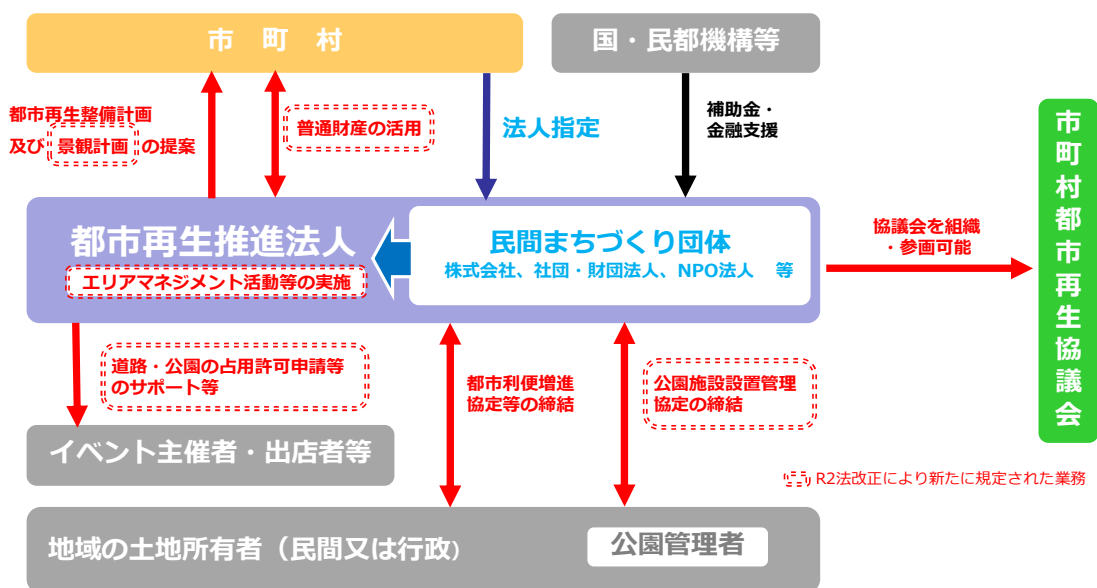 市　町　村
国・民都機構等
都市再生整備計画
及び 景観計画 の提案
普通財産の活用
法人指定
補助金・
金融支援
市町村都市再生協議会
都市再生推進法人
エリアマネジメント活動等の実施
民間まちづくり団体
株式会社、社団・財団法人、NPO法人　等
協議会を組織
・参画可能
道路・公園の占用許可申請等
のサポート等
都市利便増進
協定等の締結
公園施設設置管理
協定の締結
イベント主催者・出店者等
R2法改正により新たに規定された業務
地域の土地所有者（民間又は行政)
公園管理者